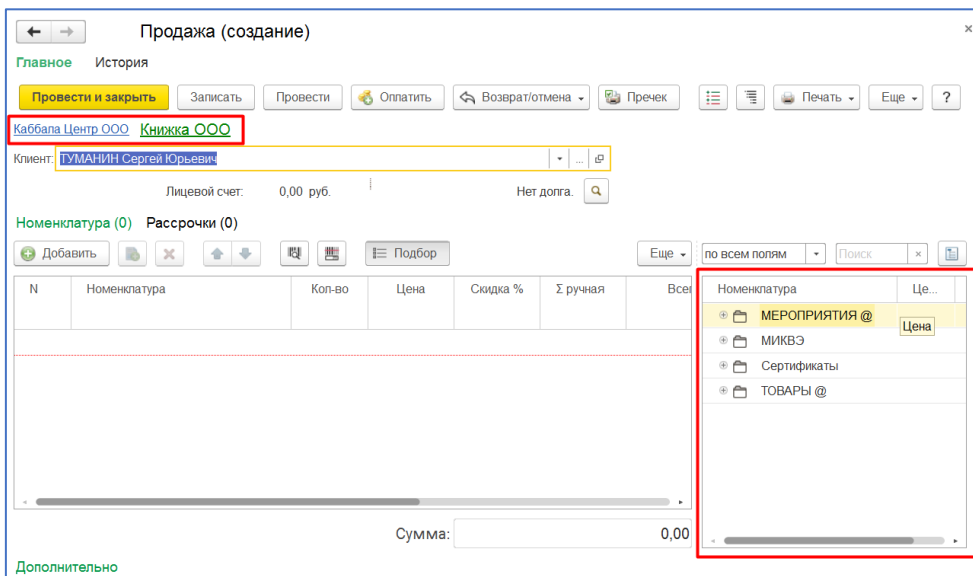 Продажа (создание)
Главное История
Провести и закрыть Записать Провести Оплатить Возврат/отмена Пречек Печать Еще ?
Каббала Центр ООО Книжка ООО
Клиент: ТУМАНИН Сергей Юрьевич ...
Лицевой счет: 0,00 руб. Нет долга.
Номенклатура (0) Рассрочки (0)
Добавить Подбор Еще по всем полям Поиск ×
N Номенклатура Кол-во Цена Скидка % Σ ручная Всег Номенклатура Це...
МЕРОПРИЯТИЯ @
Цена
МИКВЭ
Сертификаты
ТОВАРЫ @
Сумма: 0,00
Дополнительно